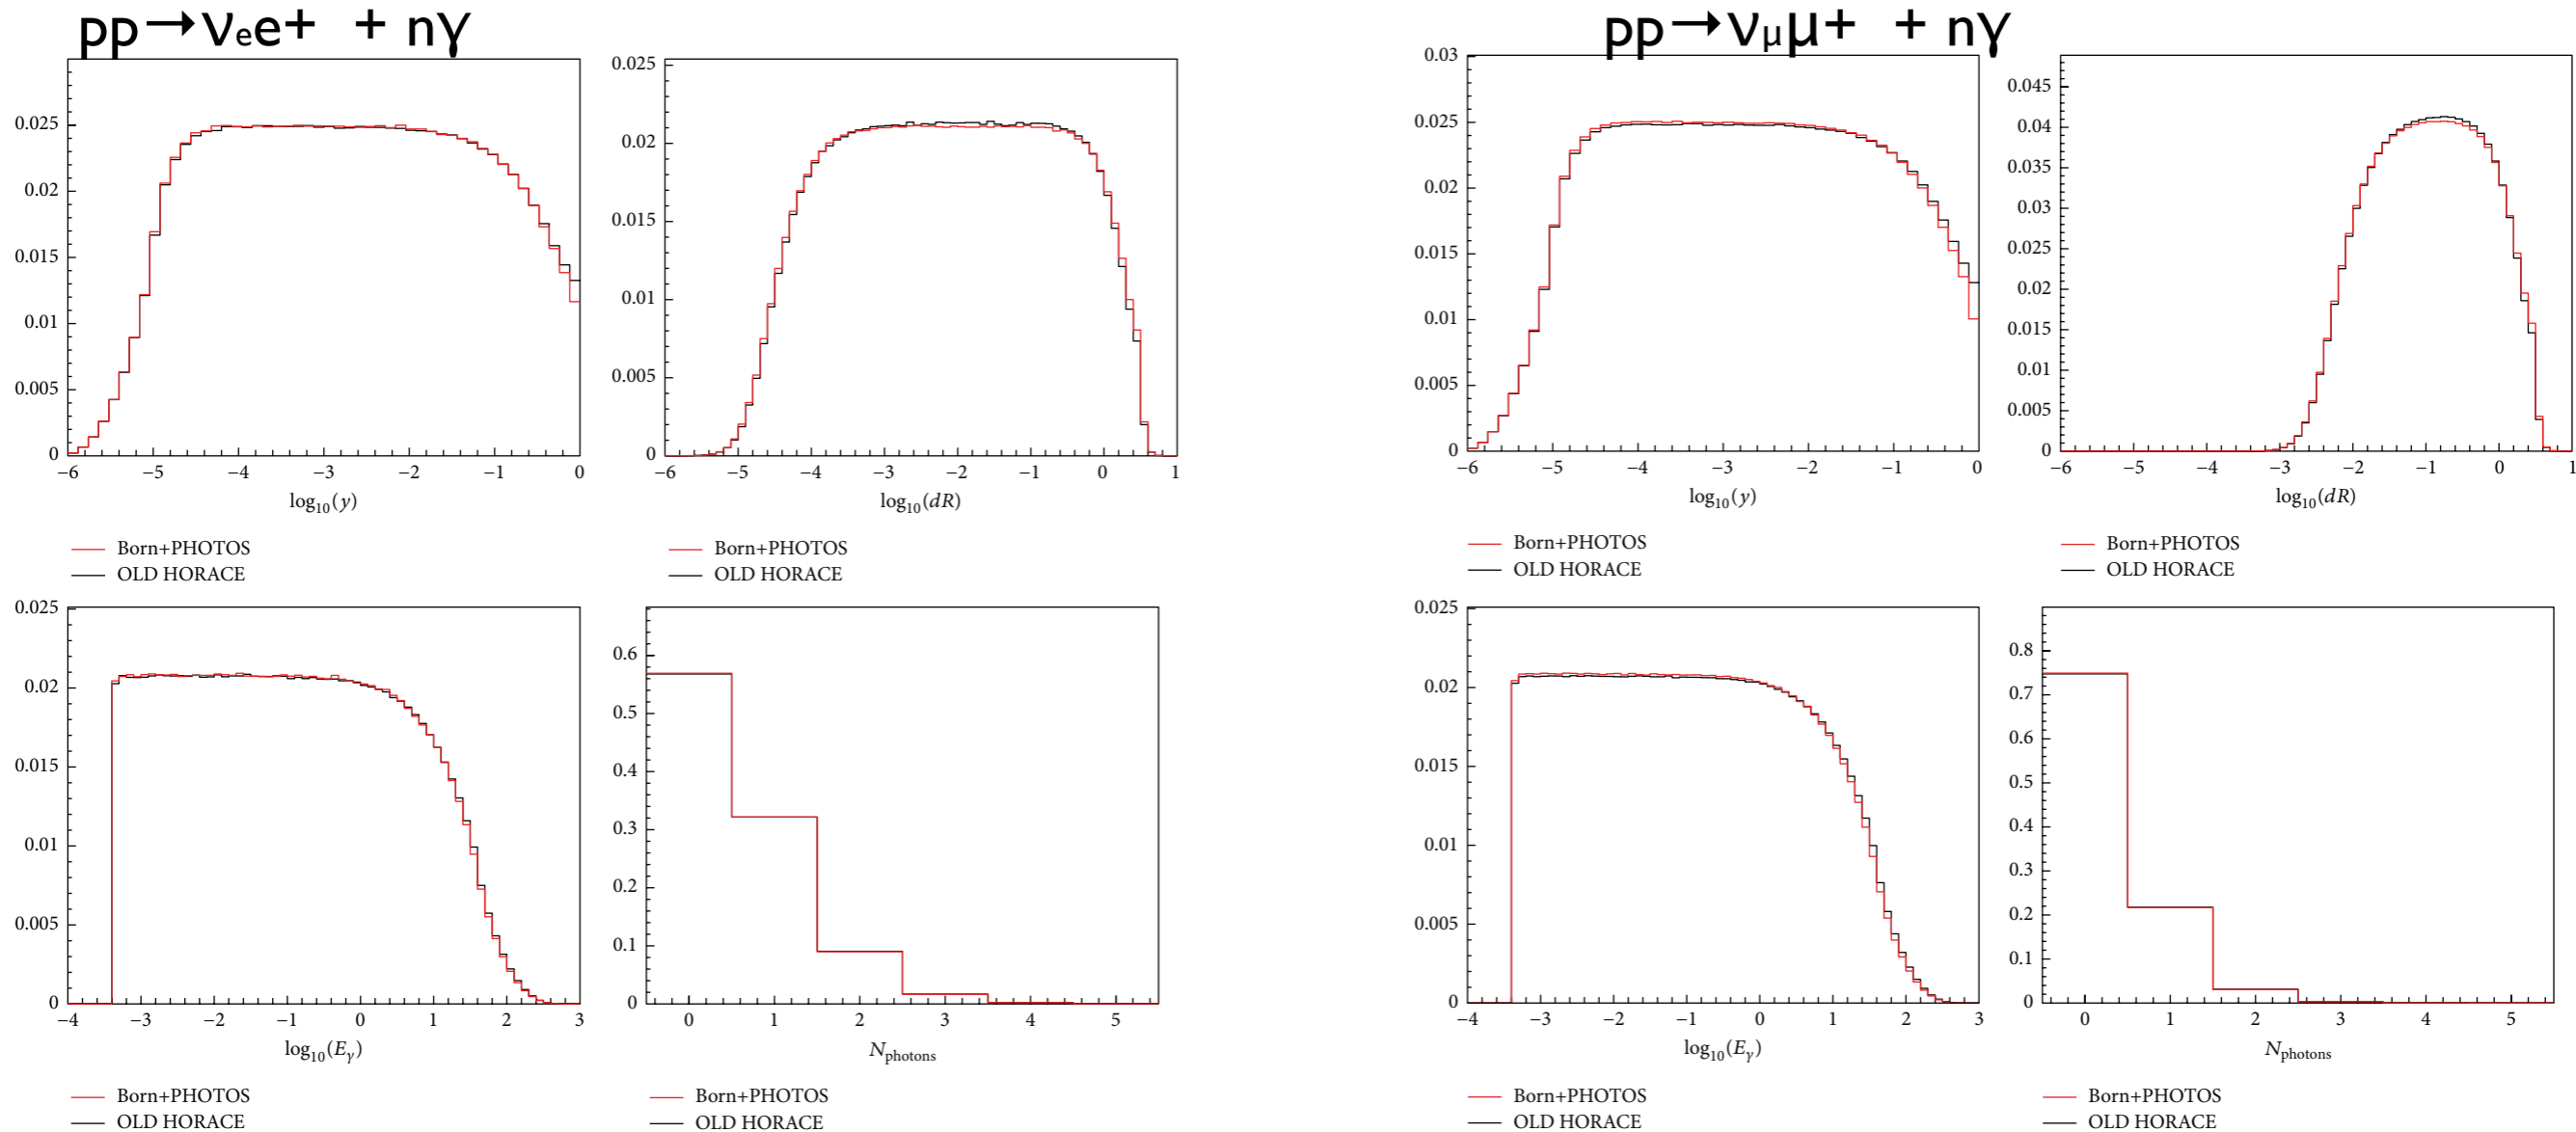 pp→νee+ + nγ
0.025
0.02
0.015
0.01
0.005
0
−6 −5 −4 −3 −2 −1 0
log10(y)
Born+PHOTOS
OLD HORACE
0.025
0.02
0.015
0.01
0.005
0
−6 −5 −4 −3 −2 −1 0 1
log10(dR)
Born+PHOTOS
OLD HORACE
0.025
0.02
0.015
0.01
0.005
0
−4 −3 −2 −1 0 1 2 3
log10(Eγ)
Born+PHOTOS
OLD HORACE
0.6
0.5
0.4
0.3
0.2
0.1
0
0 1 2 3 4 5
Nphotons
Born+PHOTOS
OLD HORACE
pp→νμμ+ + nγ
0.03
0.025
0.02
0.015
0.01
0.005
0
−6 −5 −4 −3 −2 −1 0
log10(y)
Born+PHOTOS
OLD HORACE
0.045
0.04
0.035
0.03
0.025
0.02
0.015
0.01
0.005
0
−6 −5 −4 −3 −2 −1 0 1
log10(dR)
Born+PHOTOS
OLD HORACE
0.025
0.02
0.015
0.01
0.005
0
−4 −3 −2 −1 0 1 2 3
log10(Eγ)
Born+PHOTOS
OLD HORACE
0.8
0.7
0.6
0.5
0.4
0.3
0.2
0.1
0
0 1 2 3 4 5
Nphotons
Born+PHOTOS
OLD HORACE